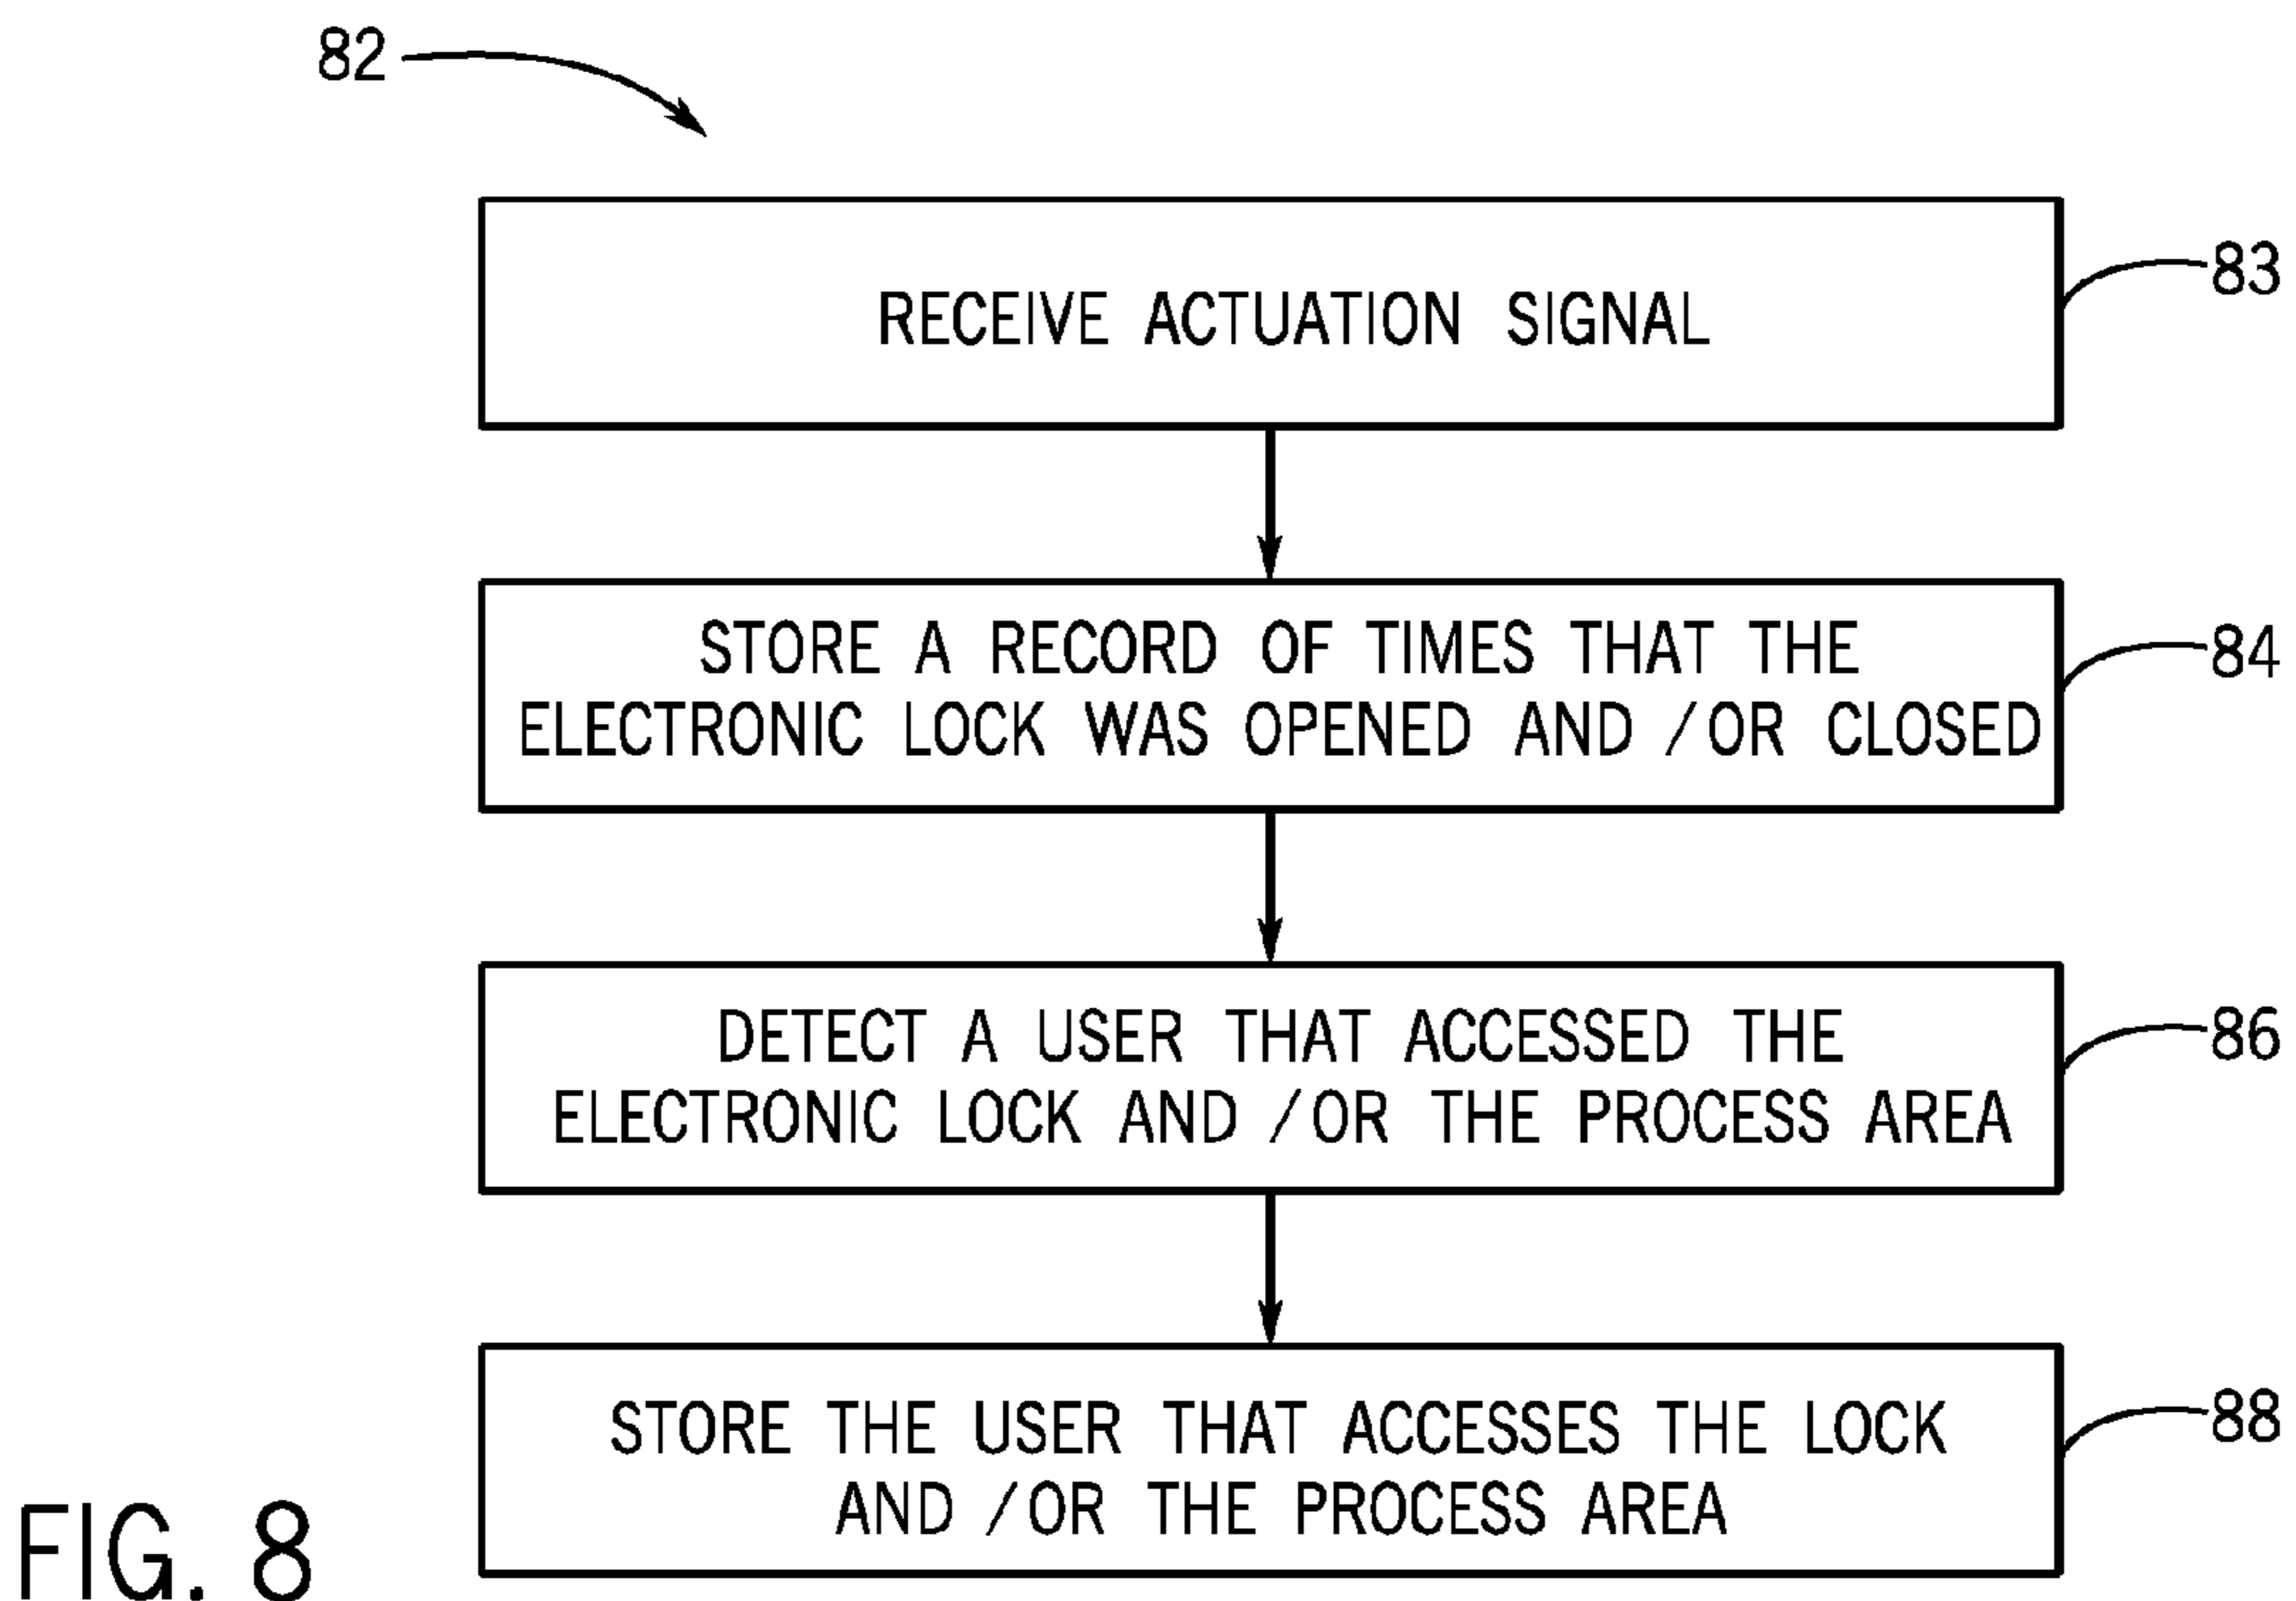 82
RECEIVE ACTUATION SIGNAL
83
STORE A RECORD OF TIMES THAT THE
ELECTRONIC LOCK WAS OPENED AND /OR CLOSED
84
DETECT A USER THAT ACCESSED THE
ELECTRONIC LOCK AND /OR THE PROCESS AREA
86
STORE THE USER THAT ACCESSES THE LOCK
AND /OR THE PROCESS AREA
88
FIG. 8